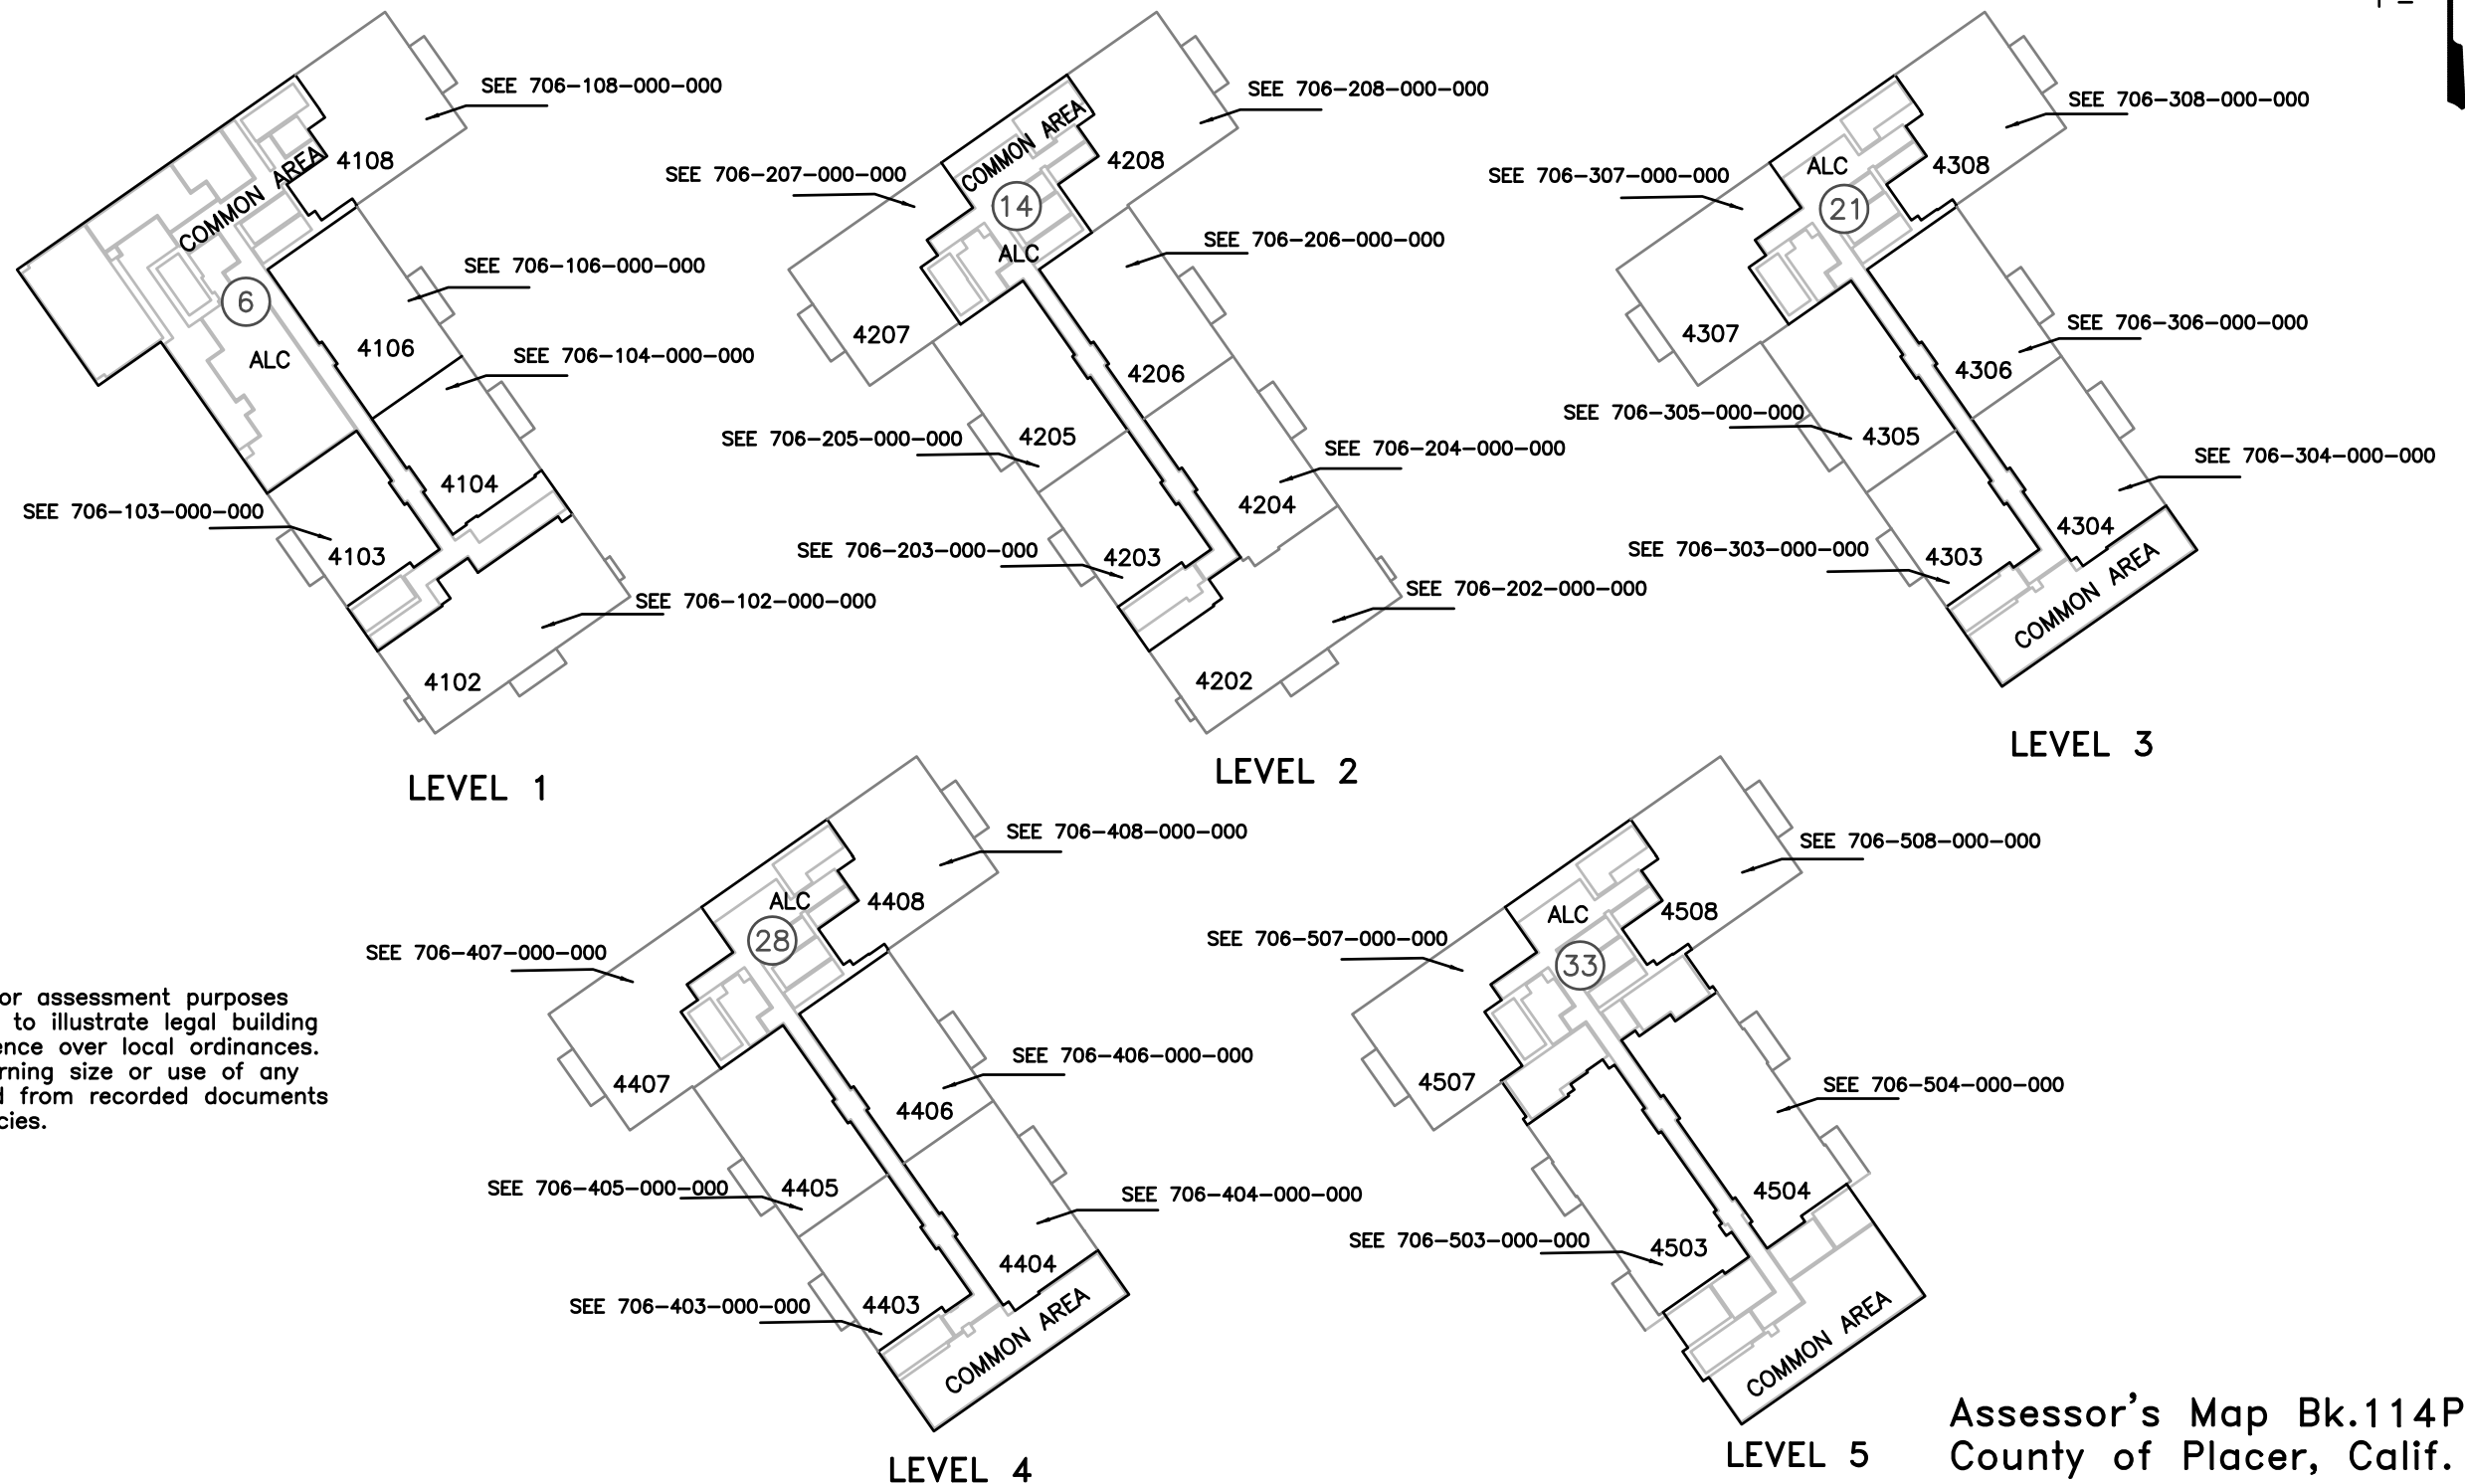 SEE 706-108-000-000
COMMON AREA
4108
SEE 706-106-000-000
6
ALC
4106
SEE 706-104-000-000
4104
SEE 706-103-000-000
4103
SEE 706-102-000-000
4102
LEVEL 1
SEE 706-208-000-000
COMMON AREA
4208
SEE 706-207-000-000
14
ALC
SEE 706-206-000-000
4207
4206
SEE 706-205-000-000
4205
SEE 706-204-000-000
4204
SEE 706-203-000-000
4203
SEE 706-202-000-000
4202
LEVEL 2
SEE 706-308-000-000
ALC
4308
SEE 706-307-000-000
21
4307
SEE 706-306-000-000
4306
SEE 706-305-000-000
4305
SEE 706-304-000-000
4304
SEE 706-303-000-000
4303
COMMON AREA
LEVEL 3
SEE 706-408-000-000
ALC
4408
28
SEE 706-407-000-000
4407
SEE 706-406-000-000
4406
SEE 706-405-000-000
4405
SEE 706-404-000-000
4404
SEE 706-403-000-000
4403
COMMON AREA
LEVEL 4
SEE 706-508-000-000
ALC
4508
SEE 706-507-000-000
33
4507
SEE 706-504-000-000
4504
SEE 706-503-000-000
4503
COMMON AREA
LEVEL 5
or assessment purposes
to illustrate legal building
ence over local ordinances.
rning size or use of any
d from recorded documents
cies.
Assessor's Map Bk.114P
County of Placer, Calif.